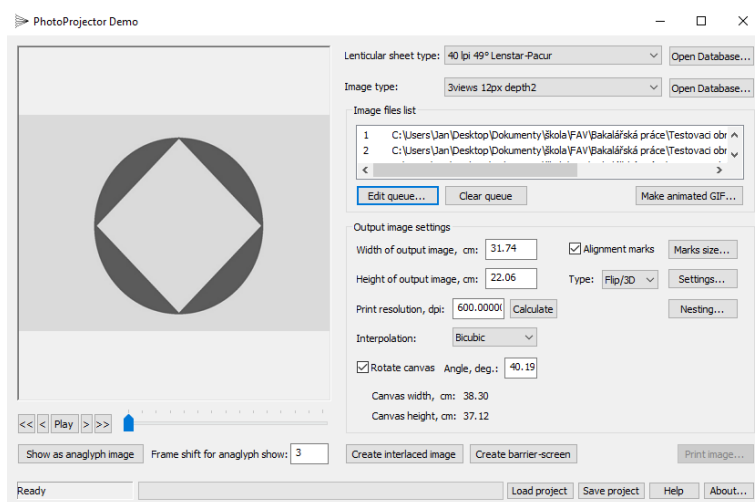 PhotoProjector Demo
Lenticular sheet type: 40 lpi 49° Lenstar-Pacur Open Database...
Image type: 3views 12px depth2 Open Database...
Image files list
1 C:\Users\Jan\Desktop\Dokumenty\škola\FAV\Bakalářská práce\Testovaci obr
2 C:\Users\Jan\Desktop\Dokumenty\škola\FAV\Bakalářská práce\Testovaci obr
Edit queue... Clear queue Make animated GIF...
Output image settings
Width of output image, cm: 31.74 Alignment marks Marks size...
Height of output image, cm: 22.06 Type: Flip/3D Settings...
Print resolution, dpi: 600.0000( Calculate Nesting...
Interpolation: Bicubic
Rotate canvas Angle, deg.: 40.19
Canvas width, cm: 38.30
Canvas height, cm: 37.12
<< < Play > >>
Show as anaglyph image Frame shift for anaglyph show: 3 Create interlaced image Create barrier-screen Print image...
Ready Load project Save project Help About...